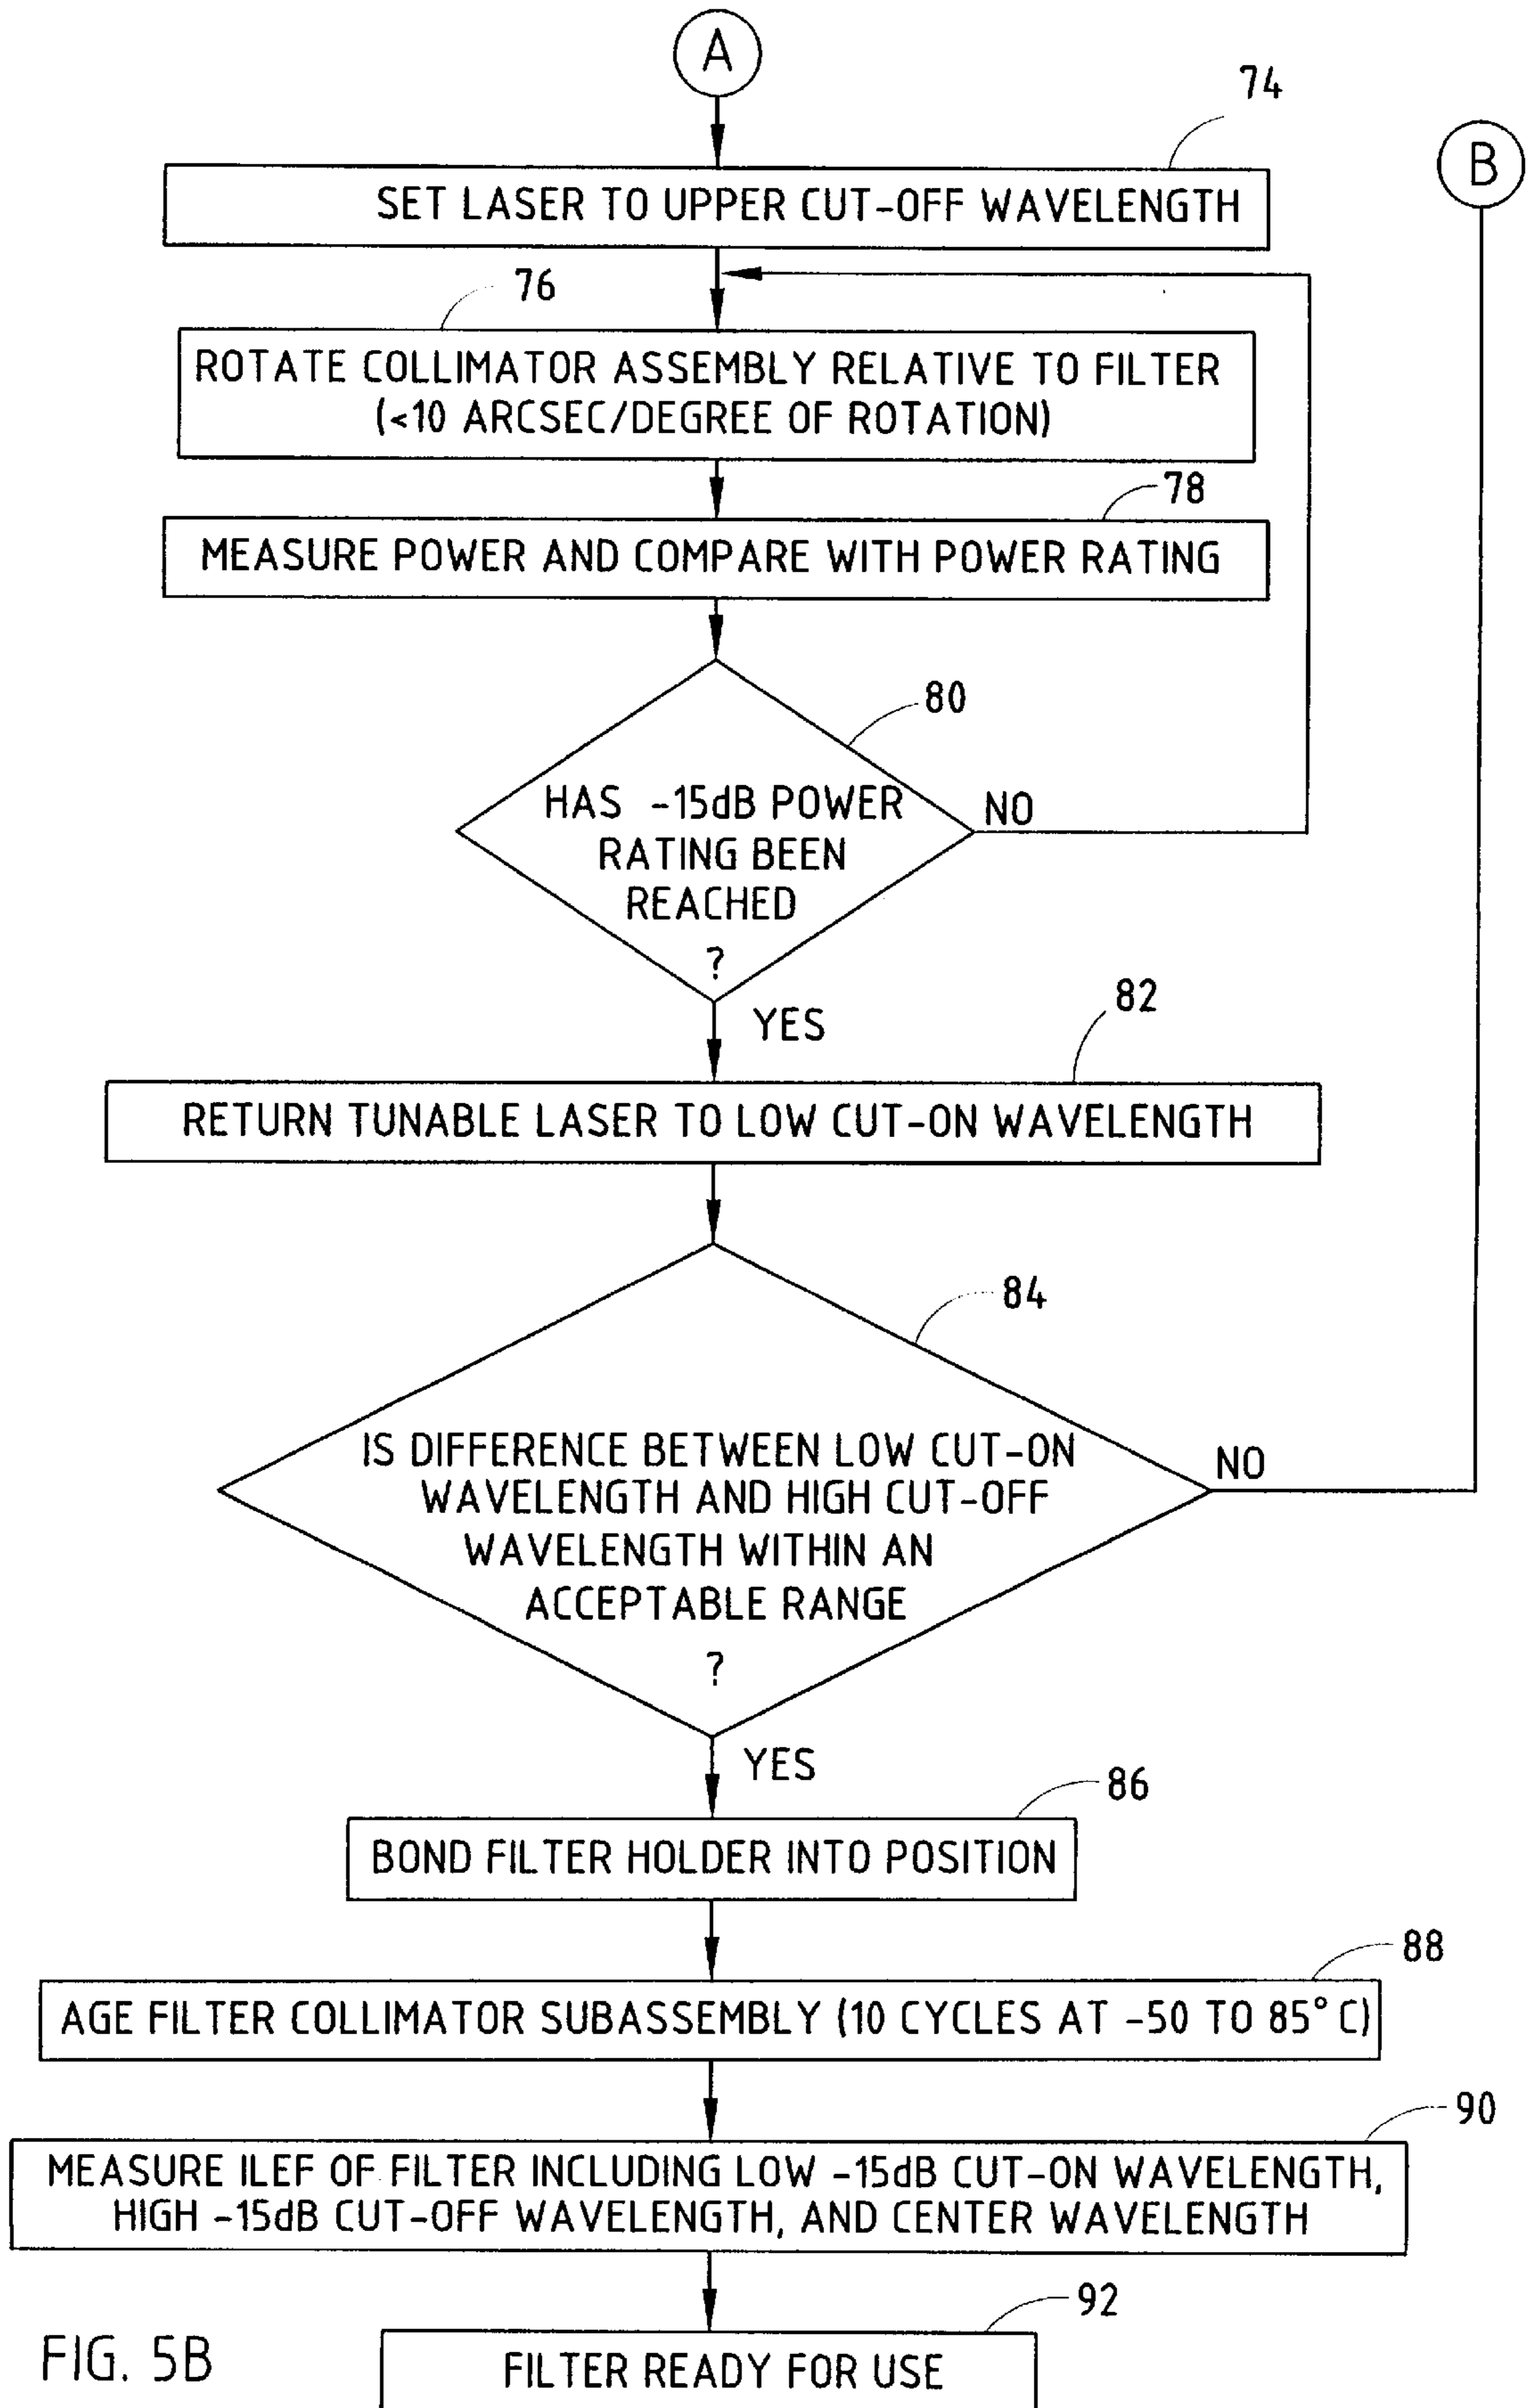 A
74
B
SET LASER TO UPPER CUT-OFF WAVELENGTH
76
ROTATE COLLIMATOR ASSEMBLY RELATIVE TO FILTER
(<10 ARCSEC/DEGREE OF ROTATION)
78
MEASURE POWER AND COMPARE WITH POWER RATING
80
HAS -15dB POWER
RATING BEEN
REACHED
?
NO
YES
82
RETURN TUNABLE LASER TO LOW CUT-ON WAVELENGTH
84
IS DIFFERENCE BETWEEN LOW CUT-ON
WAVELENGTH AND HIGH CUT-OFF
WAVELENGTH WITHIN AN
ACCEPTABLE RANGE
?
NO
YES
86
BOND FILTER HOLDER INTO POSITION
88
AGE FILTER COLLIMATOR SUBASSEMBLY (10 CYCLES AT -50 TO 85° C)
90
MEASURE ILEF OF FILTER INCLUDING LOW -15dB CUT-ON WAVELENGTH,
HIGH -15dB CUT-OFF WAVELENGTH, AND CENTER WAVELENGTH
92
FILTER READY FOR USE
FIG. 5B